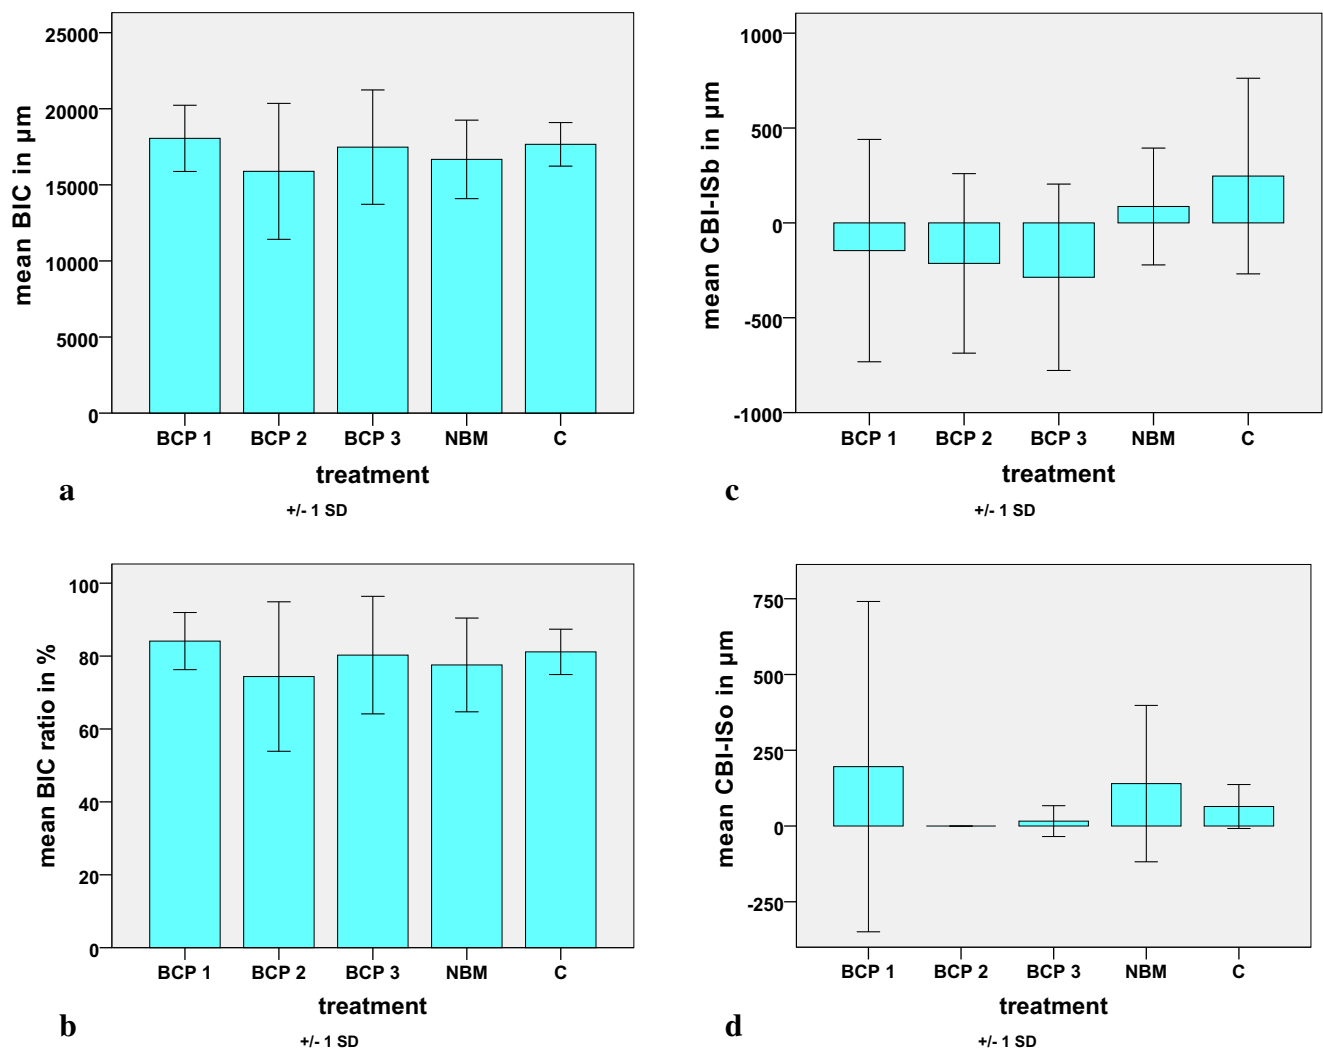 25000
20000
15000
10000
5000
0
mean BIC in µm
BCP 1 BCP 2 BCP 3 NBM C
treatment
a
+/- 1 SD
1000
500
0
-500
-1000
mean CBI-ISb in µm
BCP 1 BCP 2 BCP 3 NBM C
treatment
c
+/- 1 SD
100
80
60
40
20
0
mean BIC ratio in %
BCP 1 BCP 2 BCP 3 NBM C
treatment
b
+/- 1 SD
750
500
250
0
-250
mean CBI-ISo in µm
BCP 1 BCP 2 BCP 3 NBM C
treatment
d
+/- 1 SD